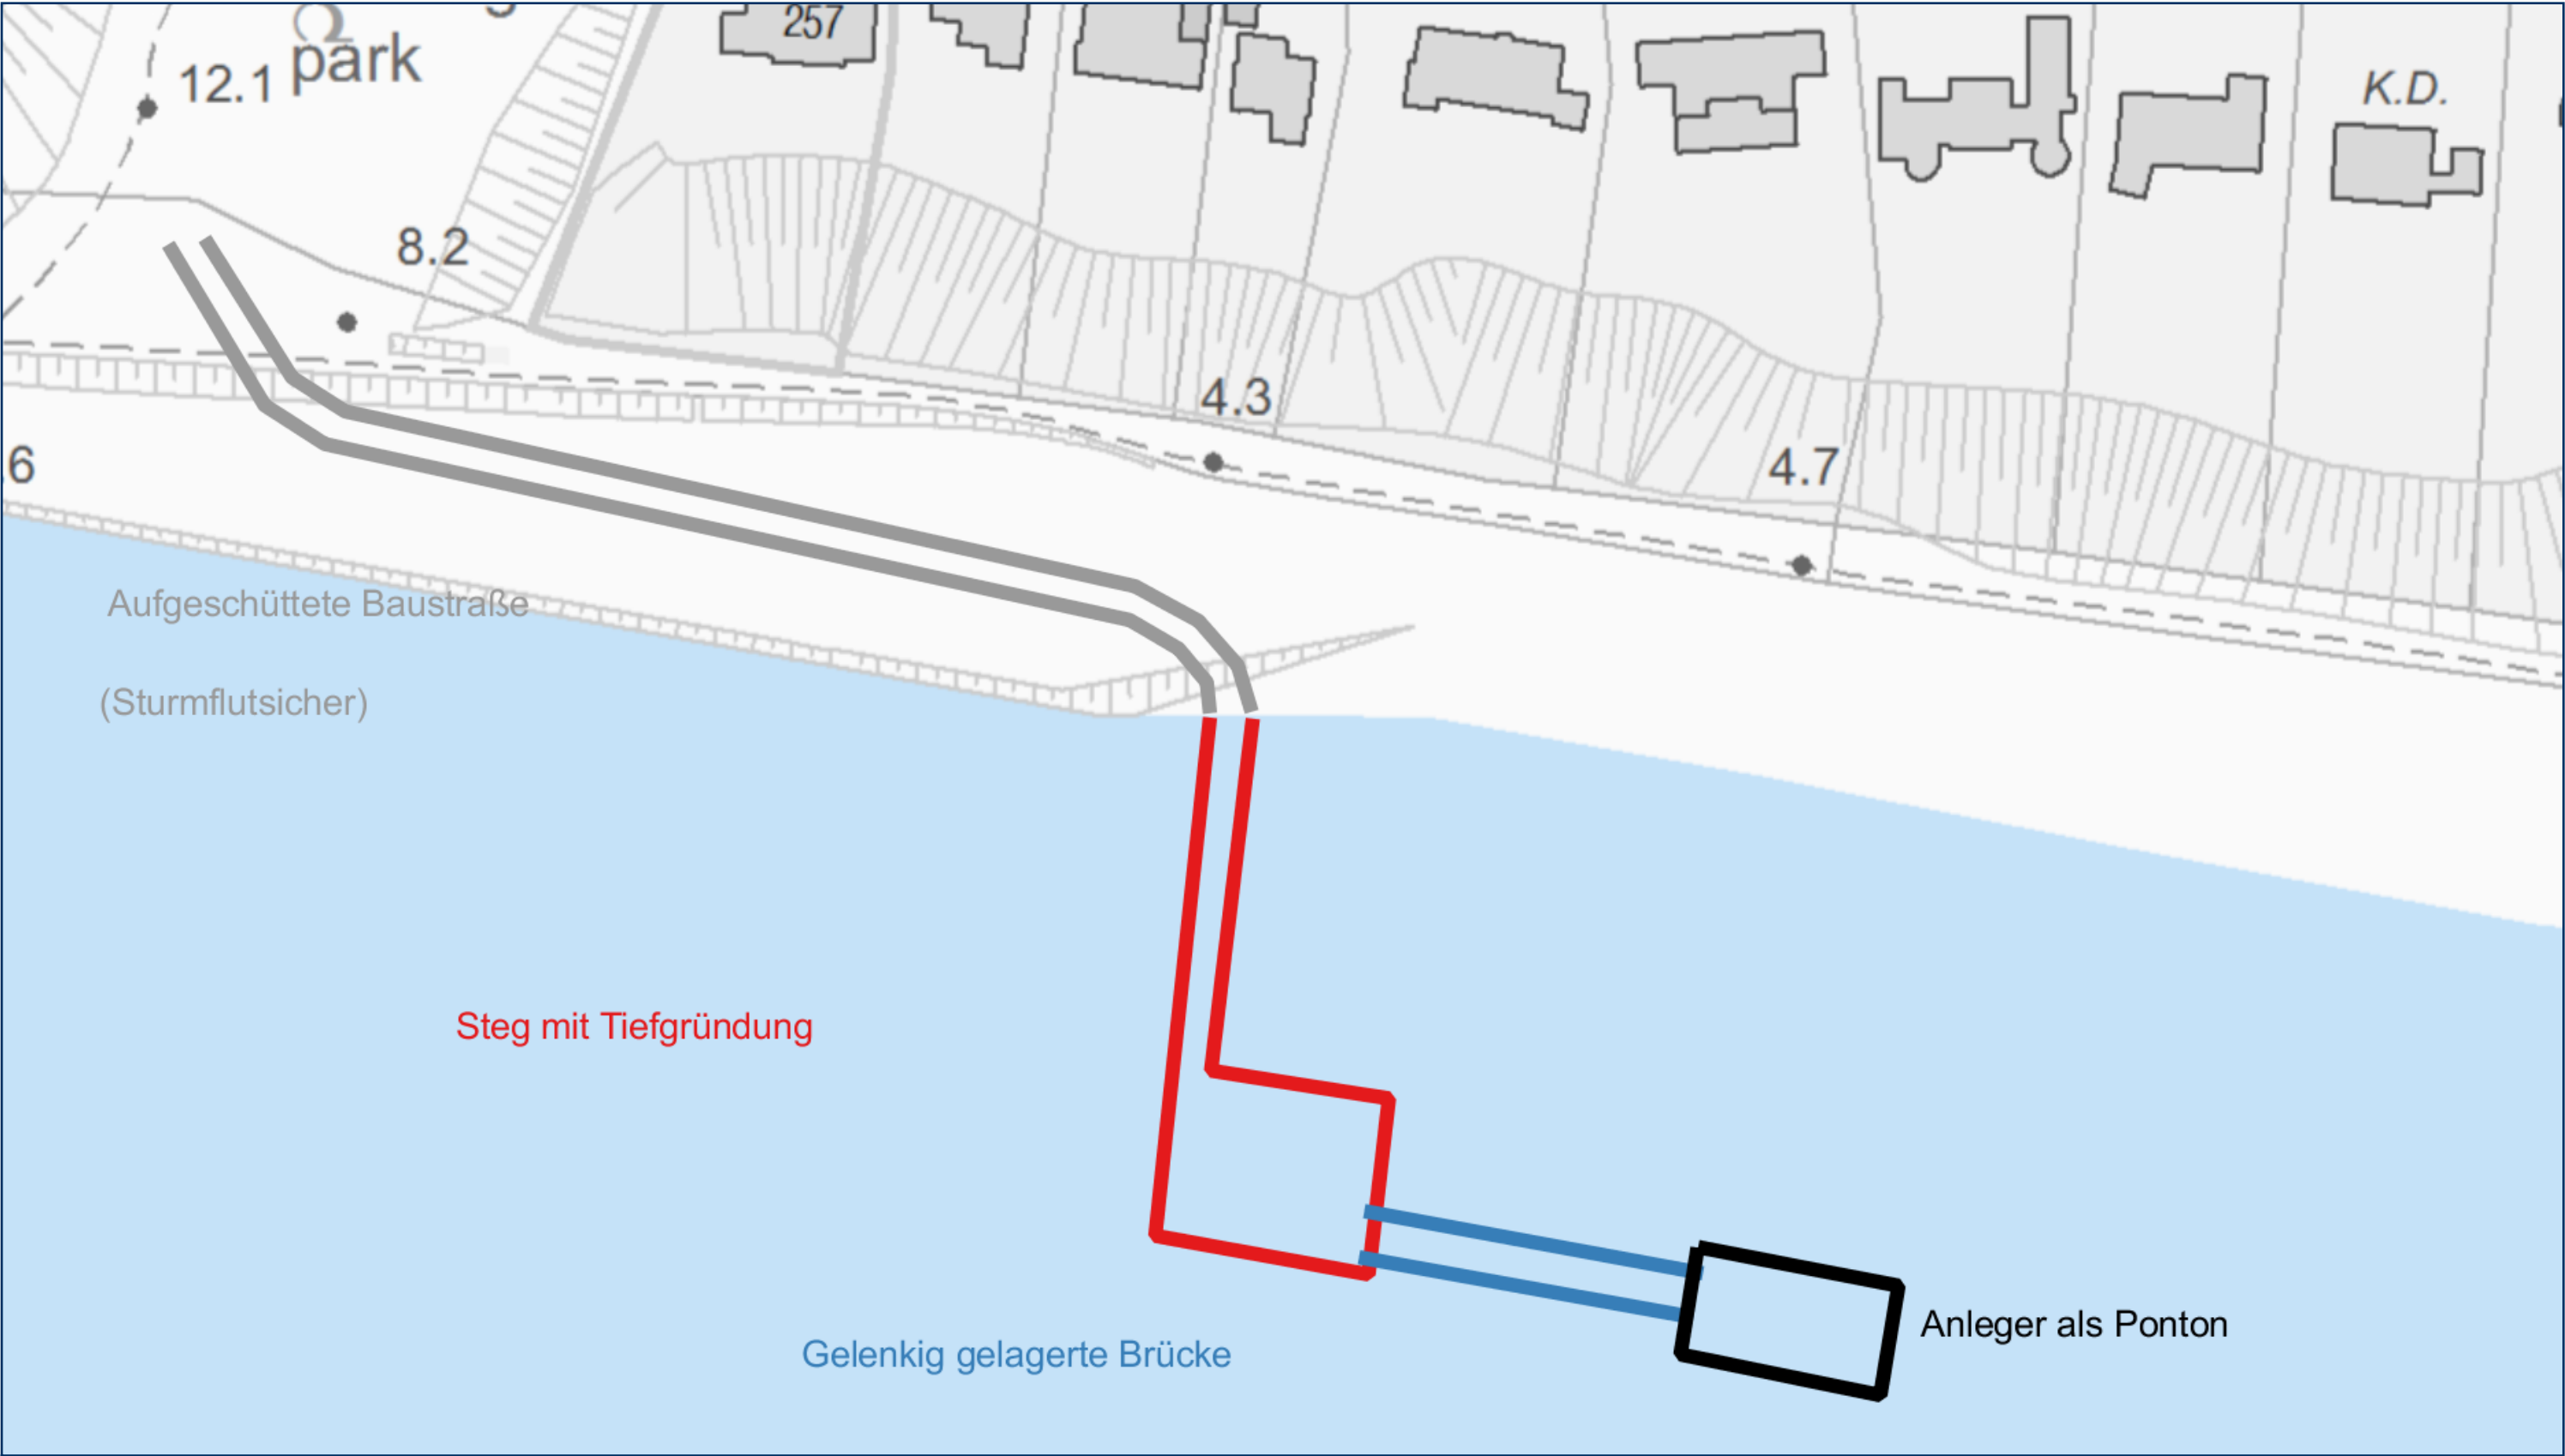 257
park
12.1
K.D.
8.2
4.3
4.7
6
Aufgeschüttete Baustraße
(Sturmflutsicher)
Steg mit Tiefgründung
Anleger als Ponton
Gelenkig gelagerte Brücke